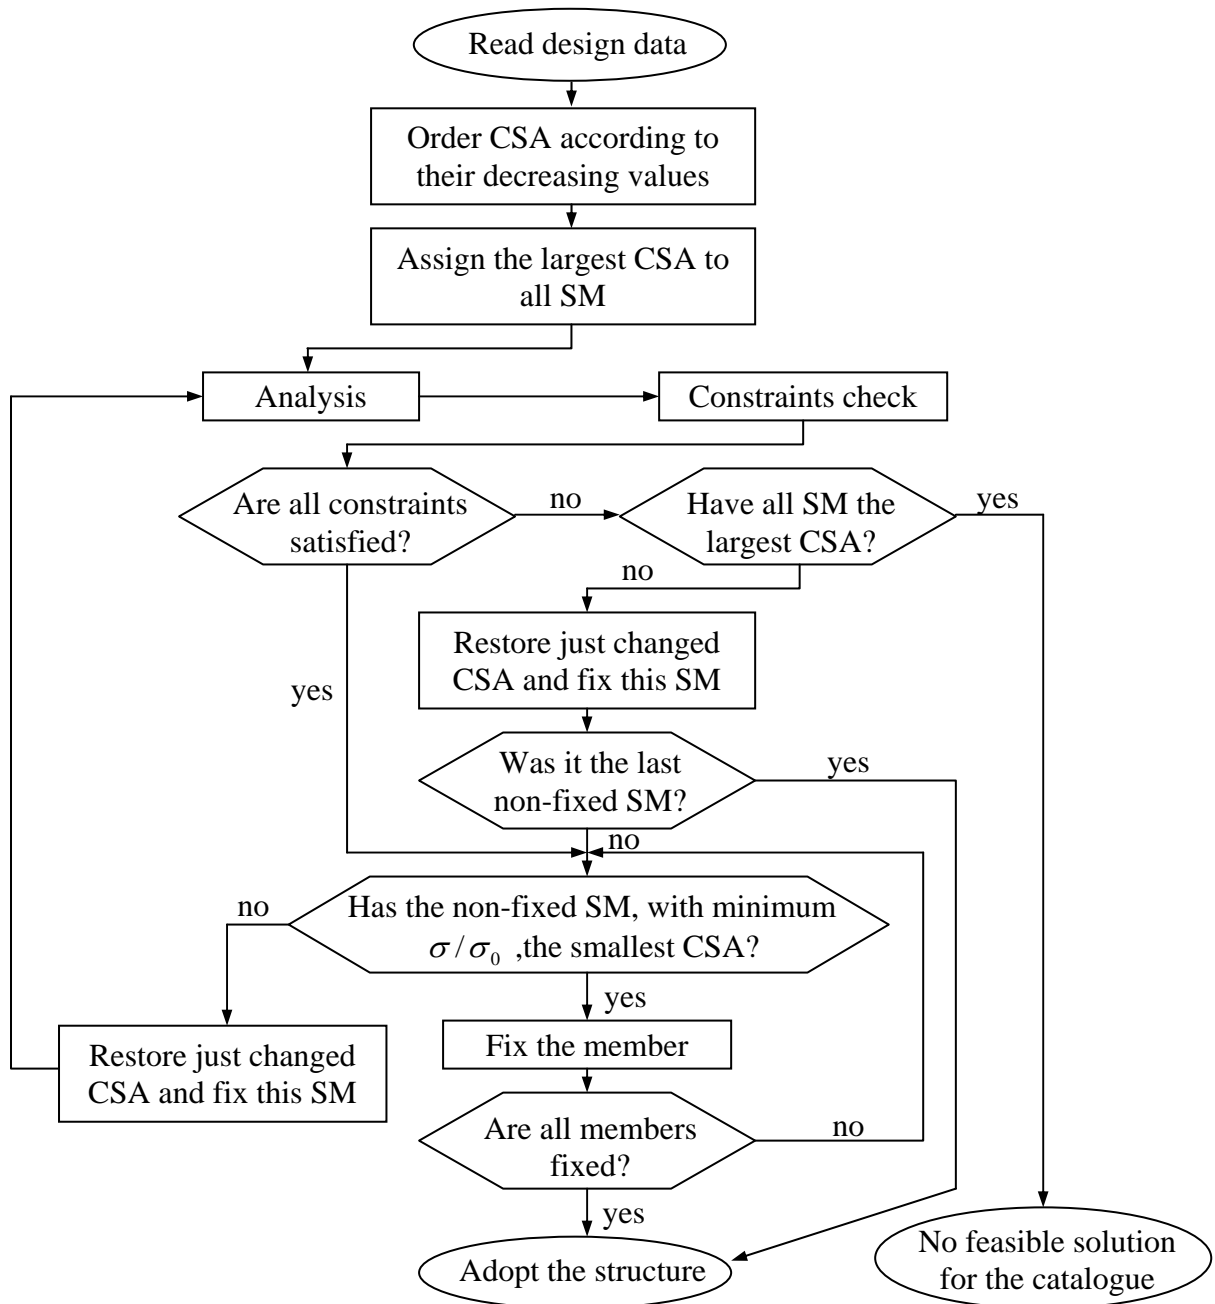 Read design data
Order CSA according to
their decreasing values
Assign the largest CSA to
all SM
Analysis
Constraints check
Are all constraints
satisfied?
no
Have all SM the
largest CSA?
yes
no
Restore just changed
CSA and fix this SM
yes
Was it the last
non-fixed SM?
yes
no
Has the non-fixed SM, with minimum
σ/σ₀ ,the smallest CSA?
no
yes
Restore just changed
CSA and fix this SM
Fix the member
Are all members
fixed?
no
yes
Adopt the structure
No feasible solution
for the catalogue